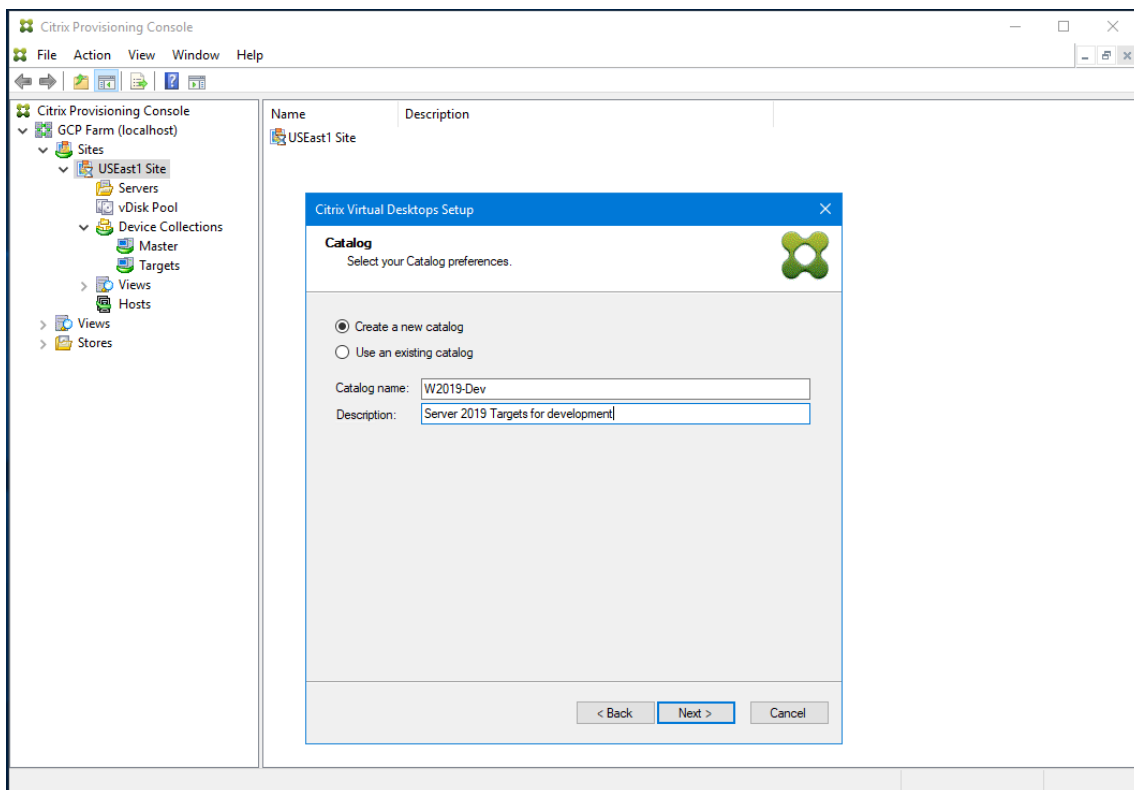 Citrix Provisioning Console
File Action View Window Help
Citrix Provisioning Console
GCP Farm (localhost)
Sites
USEast1 Site
Servers
vDisk Pool
Device Collections
Master
Targets
Views
Hosts
Views
Stores
Name Description
USEast1 Site
Citrix Virtual Desktops Setup
Catalog
Select your Catalog preferences.
Create a new catalog
Use an existing catalog
Catalog name: W2019-Dev
Description: Server 2019 Targets for development
< Back Next > Cancel